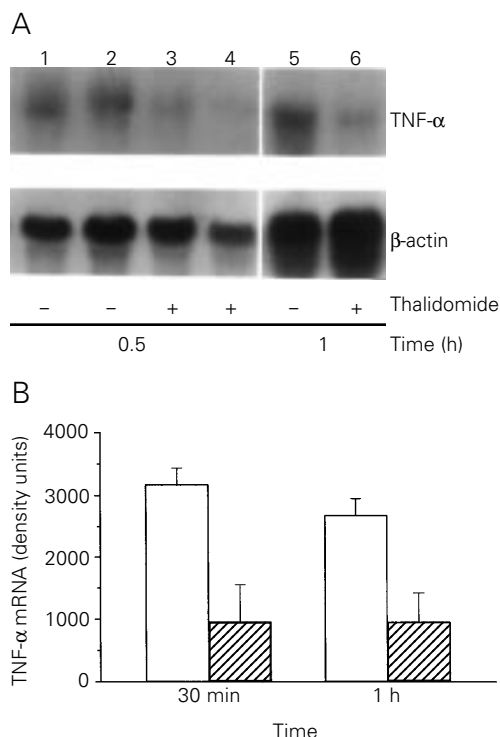 A
1 2 3 4 5 6
TNF-α
β-actin
– – + + – + Thalidomide
0.5 1 Time (h)
B
TNF-α mRNA (density units)
4000
3000
2000
1000
0
30 min 1 h
Time